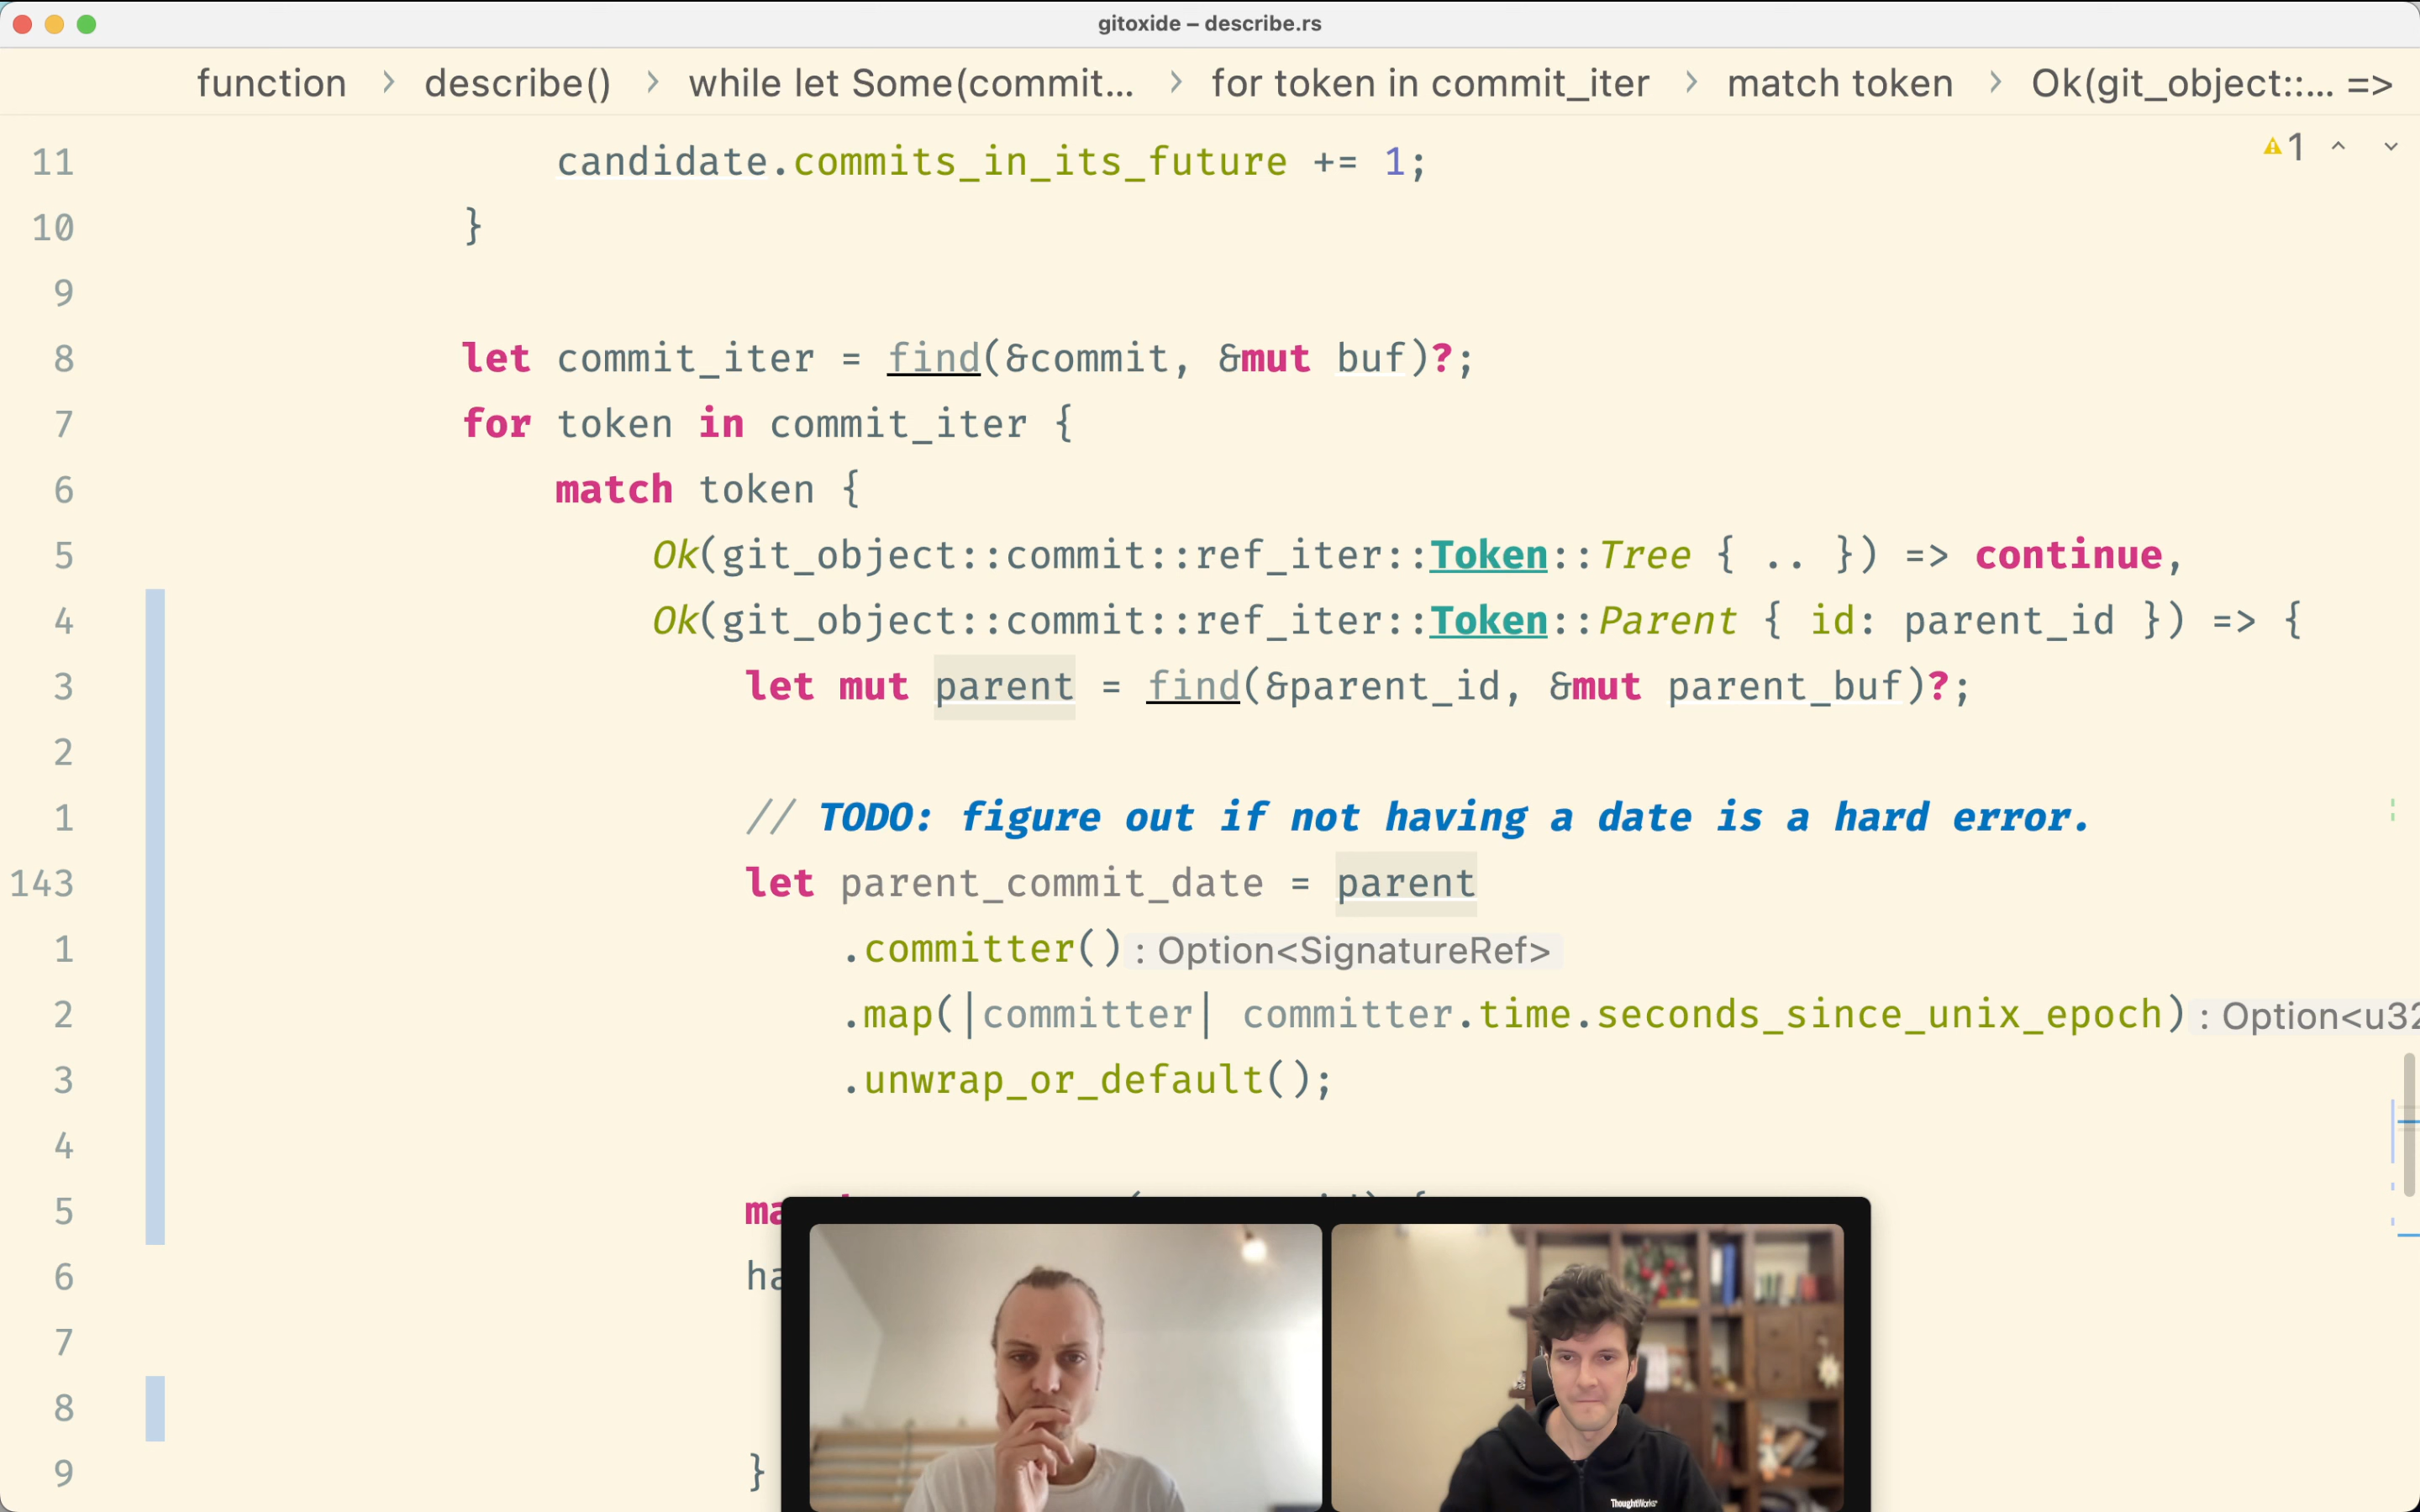 gitoxide – describe.rs
function > describe() > while let Some(commit... > for token in commit_iter > match token > Ok(git_object::... =>
1
11 candidate.commits_in_its_future += 1;
10 }
9
8 let commit_iter = find(&commit, &mut buf)?;
7 for token in commit_iter {
6 match token {
5 Ok(git_object::commit::ref_iter::Token::Tree { .. }) => continue,
4 Ok(git_object::commit::ref_iter::Token::Parent { id: parent_id }) => {
3 let mut parent = find(&parent_id, &mut parent_buf)?;
2
1 // TODO: figure out if not having a date is a hard error.
143 let parent_commit_date = parent
1 .committer() : Option<SignatureRef>
2 .map(|committer| committer.time.seconds_since_unix_epoch) : Option<u32
3 .unwrap_or_default();
4
5 ma
6 ha
7
8
9 }
ThoughtWorks